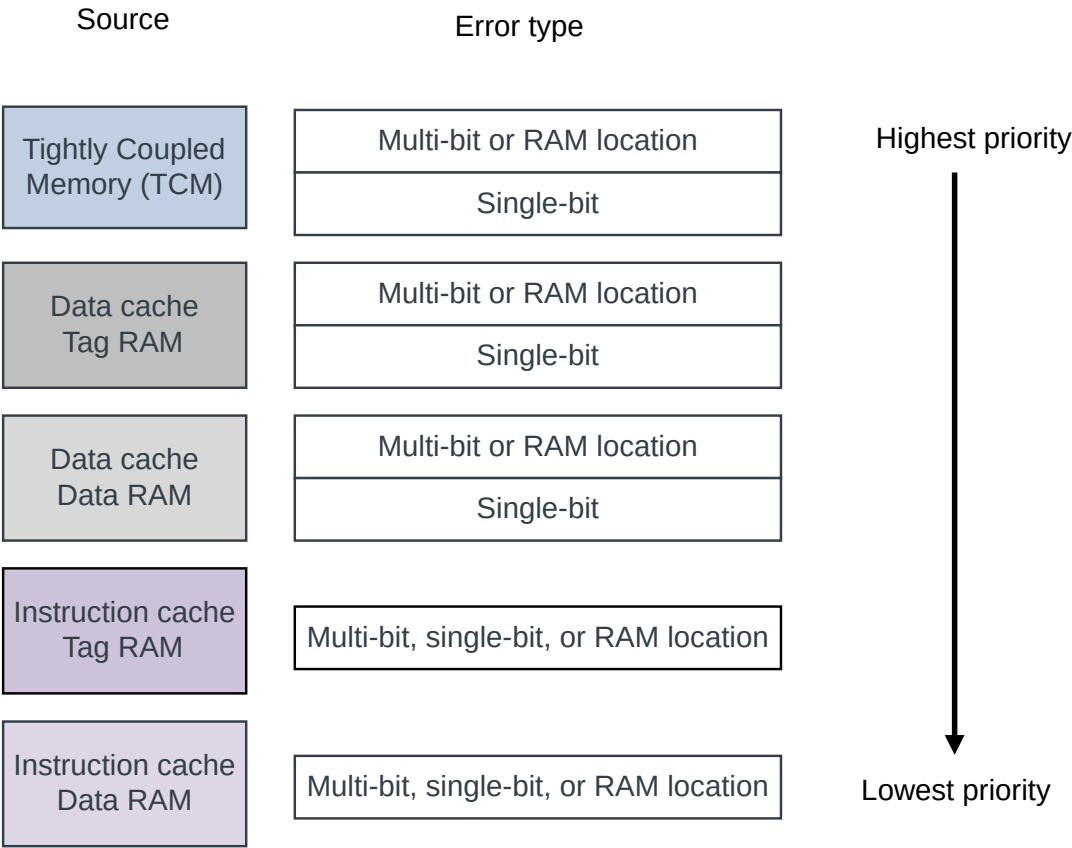 Source
Error type
Tightly Coupled
Memory (TCM)
Multi-bit or RAM location
Single-bit
Highest priority
Data cache
Tag RAM
Multi-bit or RAM location
Single-bit
Data cache
Data RAM
Multi-bit or RAM location
Single-bit
Instruction cache
Tag RAM
Multi-bit, single-bit, or RAM location
Instruction cache
Data RAM
Multi-bit, single-bit, or RAM location
Lowest priority